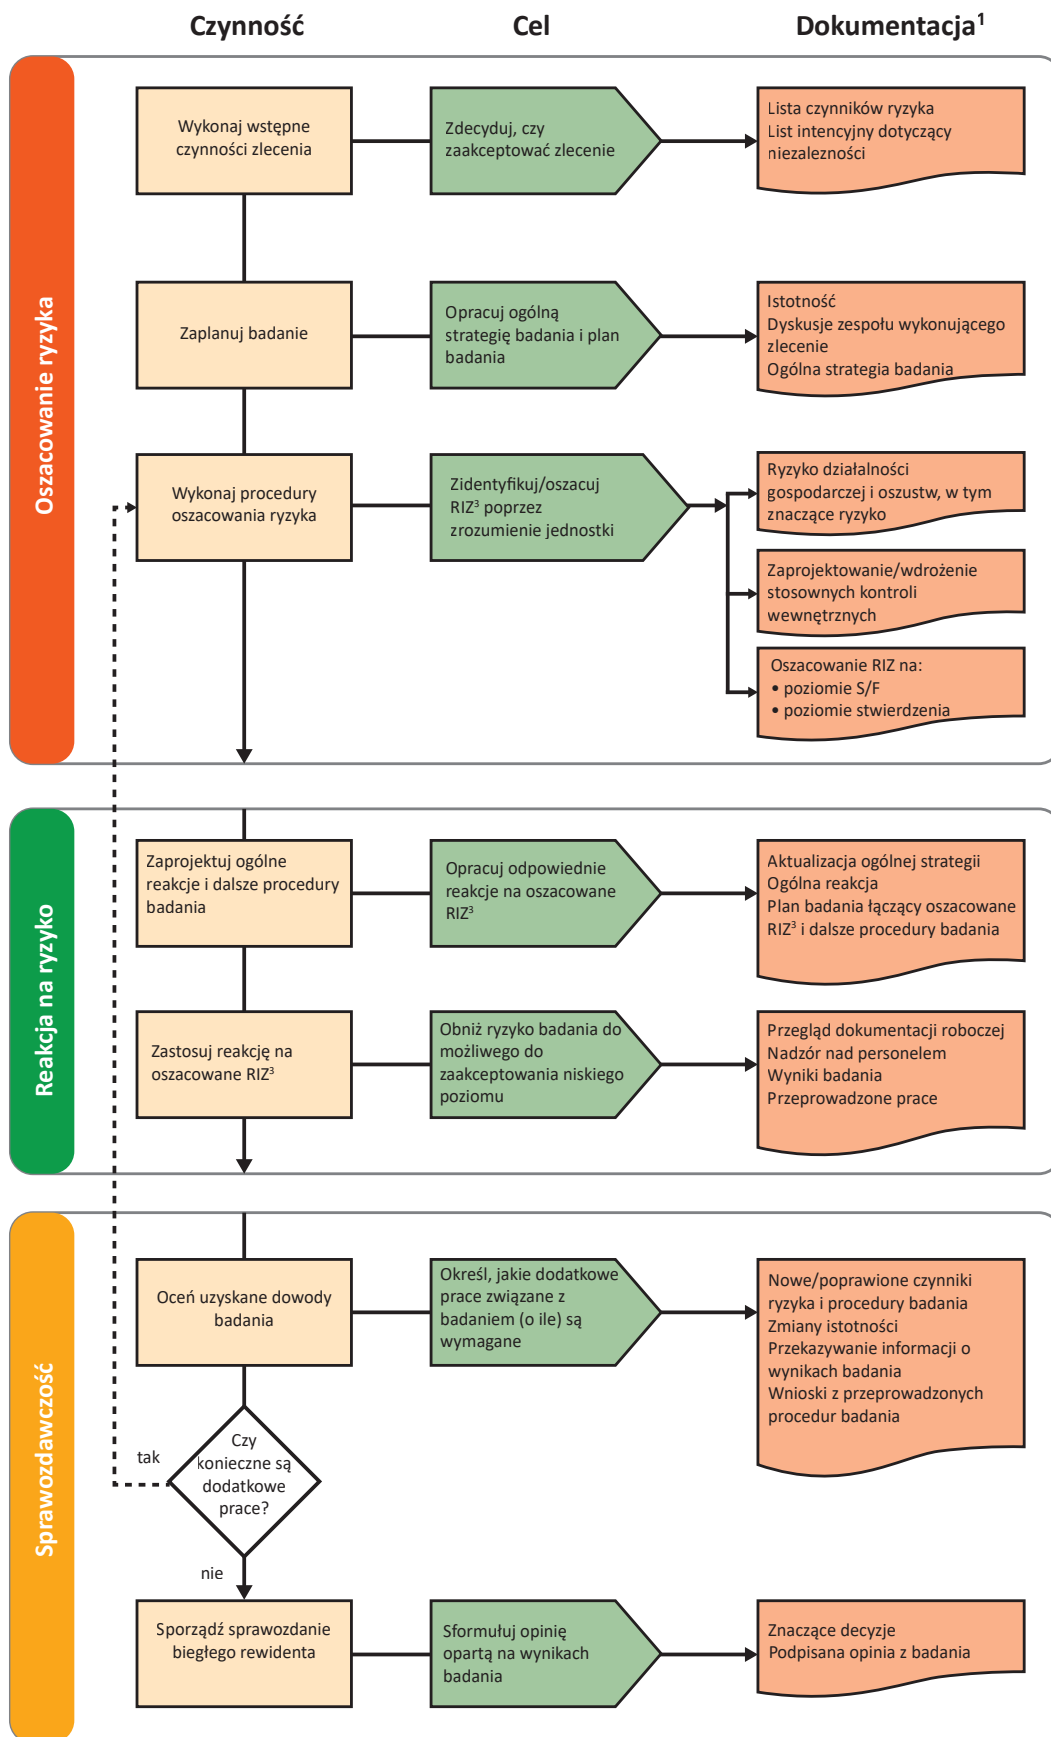 Czynność
Cel
Dokumentacja¹
Oszacowanie ryzyka
Wykonaj wstępne
czynności zlecenia
Zdecyduj, czy
zaakceptować zlecenie
Lista czynników ryzyka
List intencyjny dotyczący
niezalezności
Zaplanuj badanie
Opracuj ogólną
strategię badania i plan
badania
Istotność
Dyskusje zespołu wykonującego
zlecenie
Ogólna strategia badania
Wykonaj procedury
oszacowania ryzyka
Zidentyfikuj/oszacuj
RIZ³ poprzez
zrozumienie jednostki
Ryzyko działalności
gospodarczej i oszustw, w tym
znaczące ryzyko
Zaprojektowanie/wdrożenie
stosownych kontroli
wewnętrznych
Oszacowanie RIZ na:
• poziomie S/F
• poziomie stwierdzenia
Reakcja na ryzyko
Zaprojektuj ogólne
reakcje i dalsze procedury
badania
Opracuj odpowiednie
reakcje na oszacowane
RIZ³
Aktualizacja ogólnej strategii
Ogólna reakcja
Plan badania łączący oszacowane
RIZ³ i dalsze procedury badania
Zastosuj reakcję na
oszacowane RIZ³
Obniż ryzyko badania do
możliwego do
zaakceptowania niskiego
poziomu
Przegląd dokumentacji roboczej
Nadzór nad personelem
Wyniki badania
Przeprowadzone prace
Sprawozdawczość
Oceń uzyskane dowody
badania
Określ, jakie dodatkowe
prace związane z
badaniem (o ile) są
wymagane
Nowe/poprawione czynniki
ryzyka i procedury badania
Zmiany istotności
Przekazywanie informacji o
wynikach badania
Wnioski z przeprowadzonych
procedur badania
tak
Czy
konieczne są
dodatkowe
prace?
nie
Sporządź sprawozdanie
biegłego rewidenta
Sformułuj opinię
opartą na wynikach
badania
Znaczące decyzje
Podpisana opinia z badania